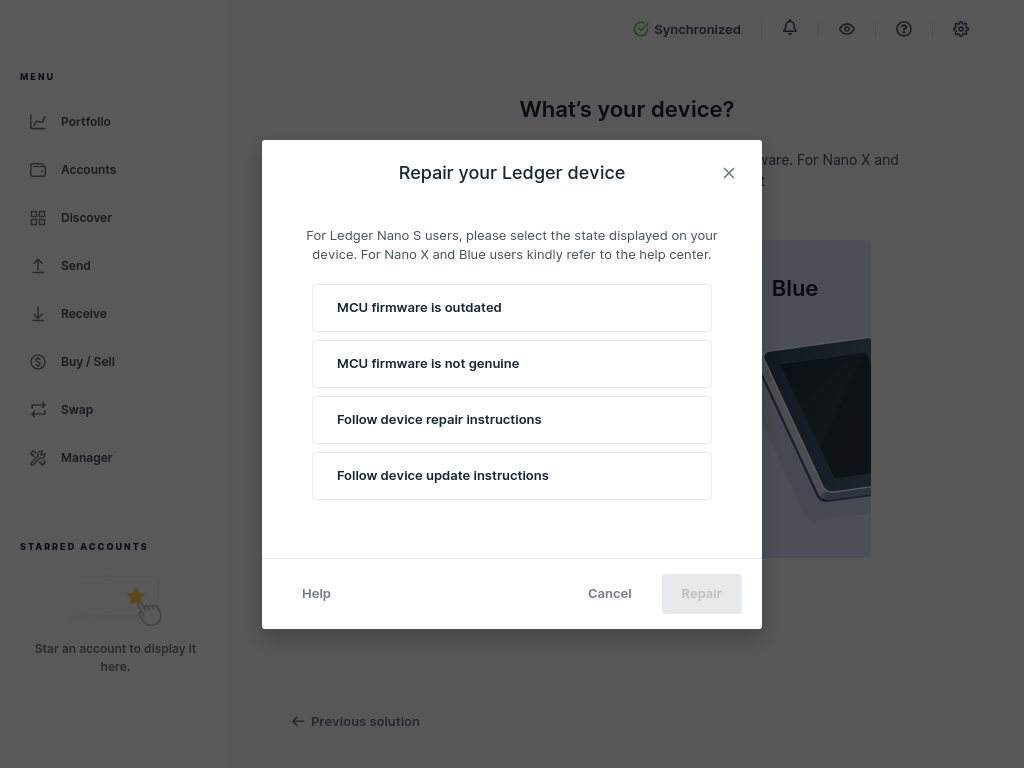 Synchronized
MENU
Portfolio
Accounts
Discover
Send
Receive
Buy / Sell
Swap
Manager
STARRED ACCOUNTS
Star an account to display it
here.
What's your device?
ware. For Nano X and
Blue
Repair your Ledger device
For Ledger Nano S users, please select the state displayed on your
device. For Nano X and Blue users kindly refer to the help center.
MCU firmware is outdated
MCU firmware is not genuine
Follow device repair instructions
Follow device update instructions
Help
Cancel
Repair
Previous solution